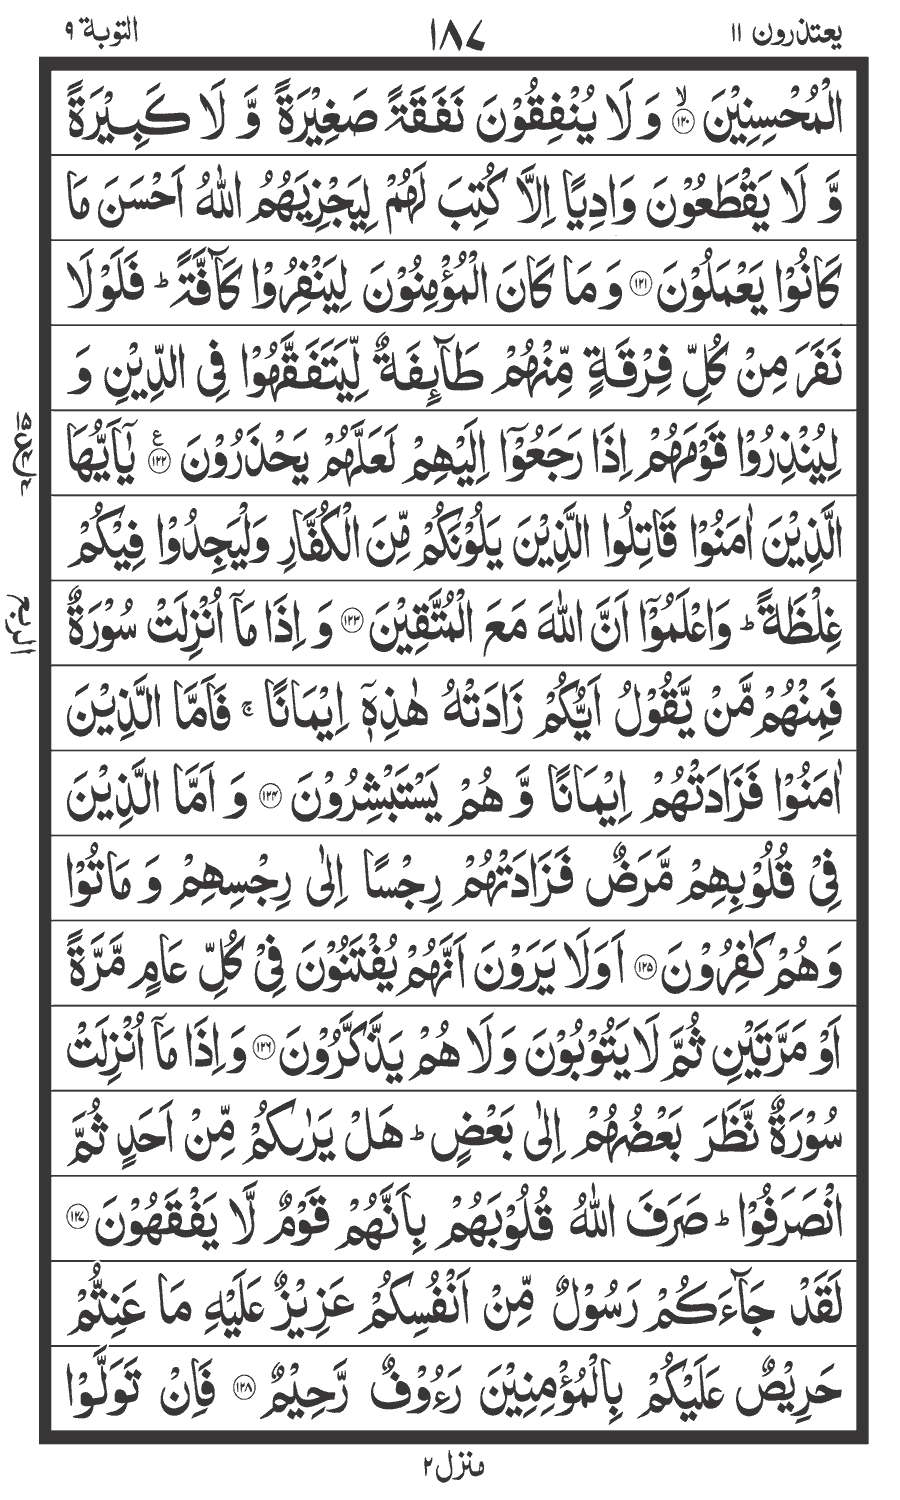 يعتذرون ١١ ١٨٧ التوبة ٩
الْمُحْسِنِيْنَ ۙ﴿۱۲۰﴾ وَ لَا يُنْفِقُوْنَ نَفَقَةً صَغِيْرَةً وَّ لَا كَبِيْرَةً
وَّ لَا يَقْطَعُوْنَ وَادِيًا اِلَّا كُتِبَ لَهُمْ لِيَجْزِيَهُمُ اللّٰهُ اَحْسَنَ مَا
كَانُوْا يَعْمَلُوْنَ ﴿۱۲۱﴾ وَ مَا كَانَ الْمُؤْمِنُوْنَ لِيَنْفِرُوْا كَآفَّةً ؕ فَلَوْ لَا
نَفَرَ مِنْ كُلِّ فِرْقَةٍ مِّنْهُمْ طَآىِٕفَةٌ لِّيَتَفَقَّهُوْا فِي الدِّيْنِ وَ
لِيُنْذِرُوْا قَوْمَهُمْ اِذَا رَجَعُوْۤا اِلَيْهِمْ لَعَلَّهُمْ يَحْذَرُوْنَ ﴿۱۲۲﴾ ع يٰۤاَيُّهَا
الَّذِيْنَ اٰمَنُوْا قَاتِلُوا الَّذِيْنَ يَلُوْنَكُمْ مِّنَ الْكُفَّارِ وَلْيَجِدُوْا فِيْكُمْ
غِلْظَةً ؕ وَاعْلَمُوْۤا اَنَّ اللّٰهَ مَعَ الْمُتَّقِيْنَ ﴿۱۲۳﴾ وَ اِذَا مَاۤ اُنْزِلَتْ سُوْرَةٌ
الربع
فَمِنْهُمْ مَّنْ يَّقُوْلُ اَيُّكُمْ زَادَتْهُ هٰذِهٖۤ اِيْمَانًا ۚ فَاَمَّا الَّذِيْنَ
اٰمَنُوْا فَزَادَتْهُمْ اِيْمَانًا وَّ هُمْ يَسْتَبْشِرُوْنَ ﴿۱۲۴﴾ وَ اَمَّا الَّذِيْنَ
فِيْ قُلُوْبِهِمْ مَّرَضٌ فَزَادَتْهُمْ رِجْسًا اِلٰى رِجْسِهِمْ وَ مَاتُوْا
وَ هُمْ كٰفِرُوْنَ ﴿۱۲۵﴾ اَوَ لَا يَرَوْنَ اَنَّهُمْ يُفْتَنُوْنَ فِيْ كُلِّ عَامٍ مَّرَّةً
اَوْ مَرَّتَيْنِ ثُمَّ لَا يَتُوْبُوْنَ وَ لَا هُمْ يَذَّكَّرُوْنَ ﴿۱۲۶﴾ وَ اِذَا مَاۤ اُنْزِلَتْ
سُوْرَةٌ نَّظَرَ بَعْضُهُمْ اِلٰى بَعْضٍ ؕ هَلْ يَرٰىكُمْ مِّنْ اَحَدٍ ثُمَّ
انْصَرَفُوْا ؕ صَرَفَ اللّٰهُ قُلُوْبَهُمْ بِاَنَّهُمْ قَوْمٌ لَّا يَفْقَهُوْنَ ﴿۱۲۷﴾
لَقَدْ جَآءَكُمْ رَسُوْلٌ مِّنْ اَنْفُسِكُمْ عَزِيْزٌ عَلَيْهِ مَا عَنِتُّمْ
حَرِيْصٌ عَلَيْكُمْ بِالْمُؤْمِنِيْنَ رَءُوْفٌ رَّحِيْمٌ ﴿۱۲۸﴾ فَاِنْ تَوَلَّوْا
منزل ٢